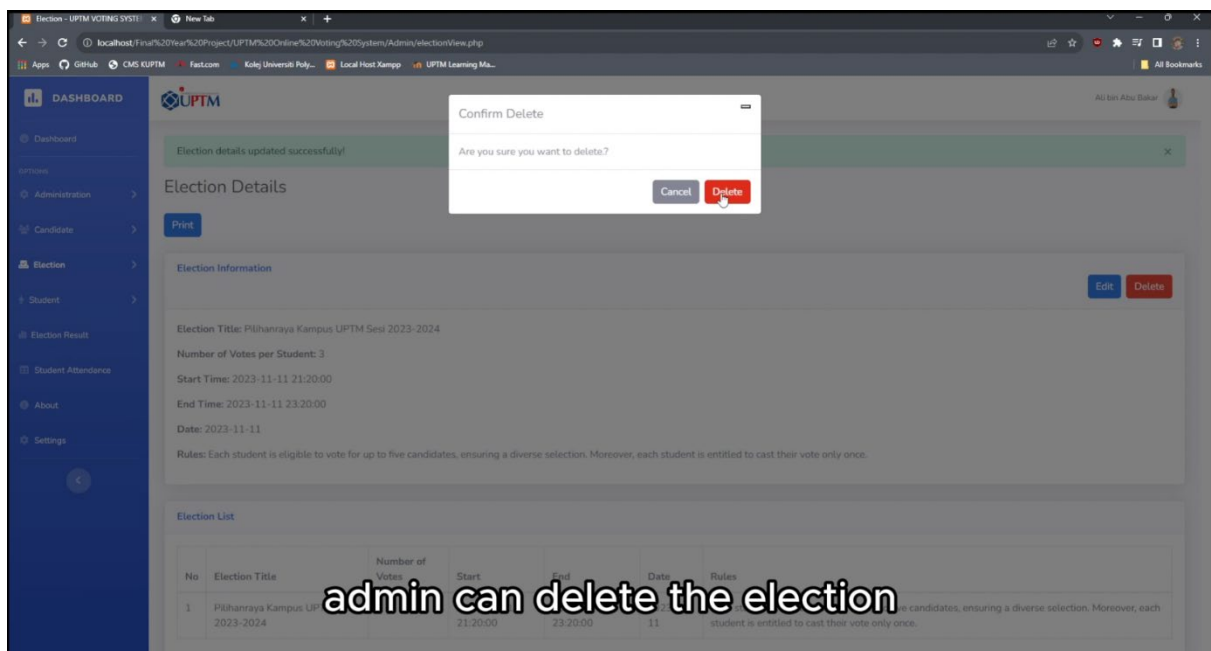 Election - UPTM VOTING SYSTE
New Tab
localhost/Final%20Year%20Project/UPTM%20Online%20Voting%20System/Admin/electionView.php
Apps GitHub CMS KUPTM Fast.com Kolej Universiti Poly... Local Host Xampp UPTM Learning Ma... All Bookmarks
DASHBOARD
UPTM
Ali bin Abu Bakar
Confirm Delete
Are you sure you want to delete.?
Cancel Delete
Dashboard
OPTIONS
Administration
Candidate
Election
Student
Election Result
Student Attendance
About
Settings
Election details updated successfully!
Election Details
Print
Election Information
Edit Delete
Election Title: Pilihanraya Kampus UPTM Sesi 2023-2024
Number of Votes per Student: 3
Start Time: 2023-11-11 21:20:00
End Time: 2023-11-11 23:20:00
Date: 2023-11-11
Rules: Each student is eligible to vote for up to five candidates, ensuring a diverse selection. Moreover, each student is entitled to cast their vote only once.
Election List
No Election Title Number of Votes Start End Date Rules
1 Pilihanraya Kampus candidates, ensuring a diverse selection. Moreover, each
2023-2024 21:20:00 23:20:00 11 student is entitled to cast their vote only once.
admin can delete the election